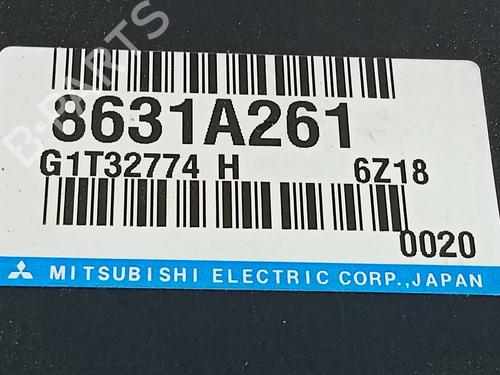 8631A261
G1T32774 H 6Z18
0020
MITSUBISHI ELECTRIC CORP.,JAPAN
B-PARTS